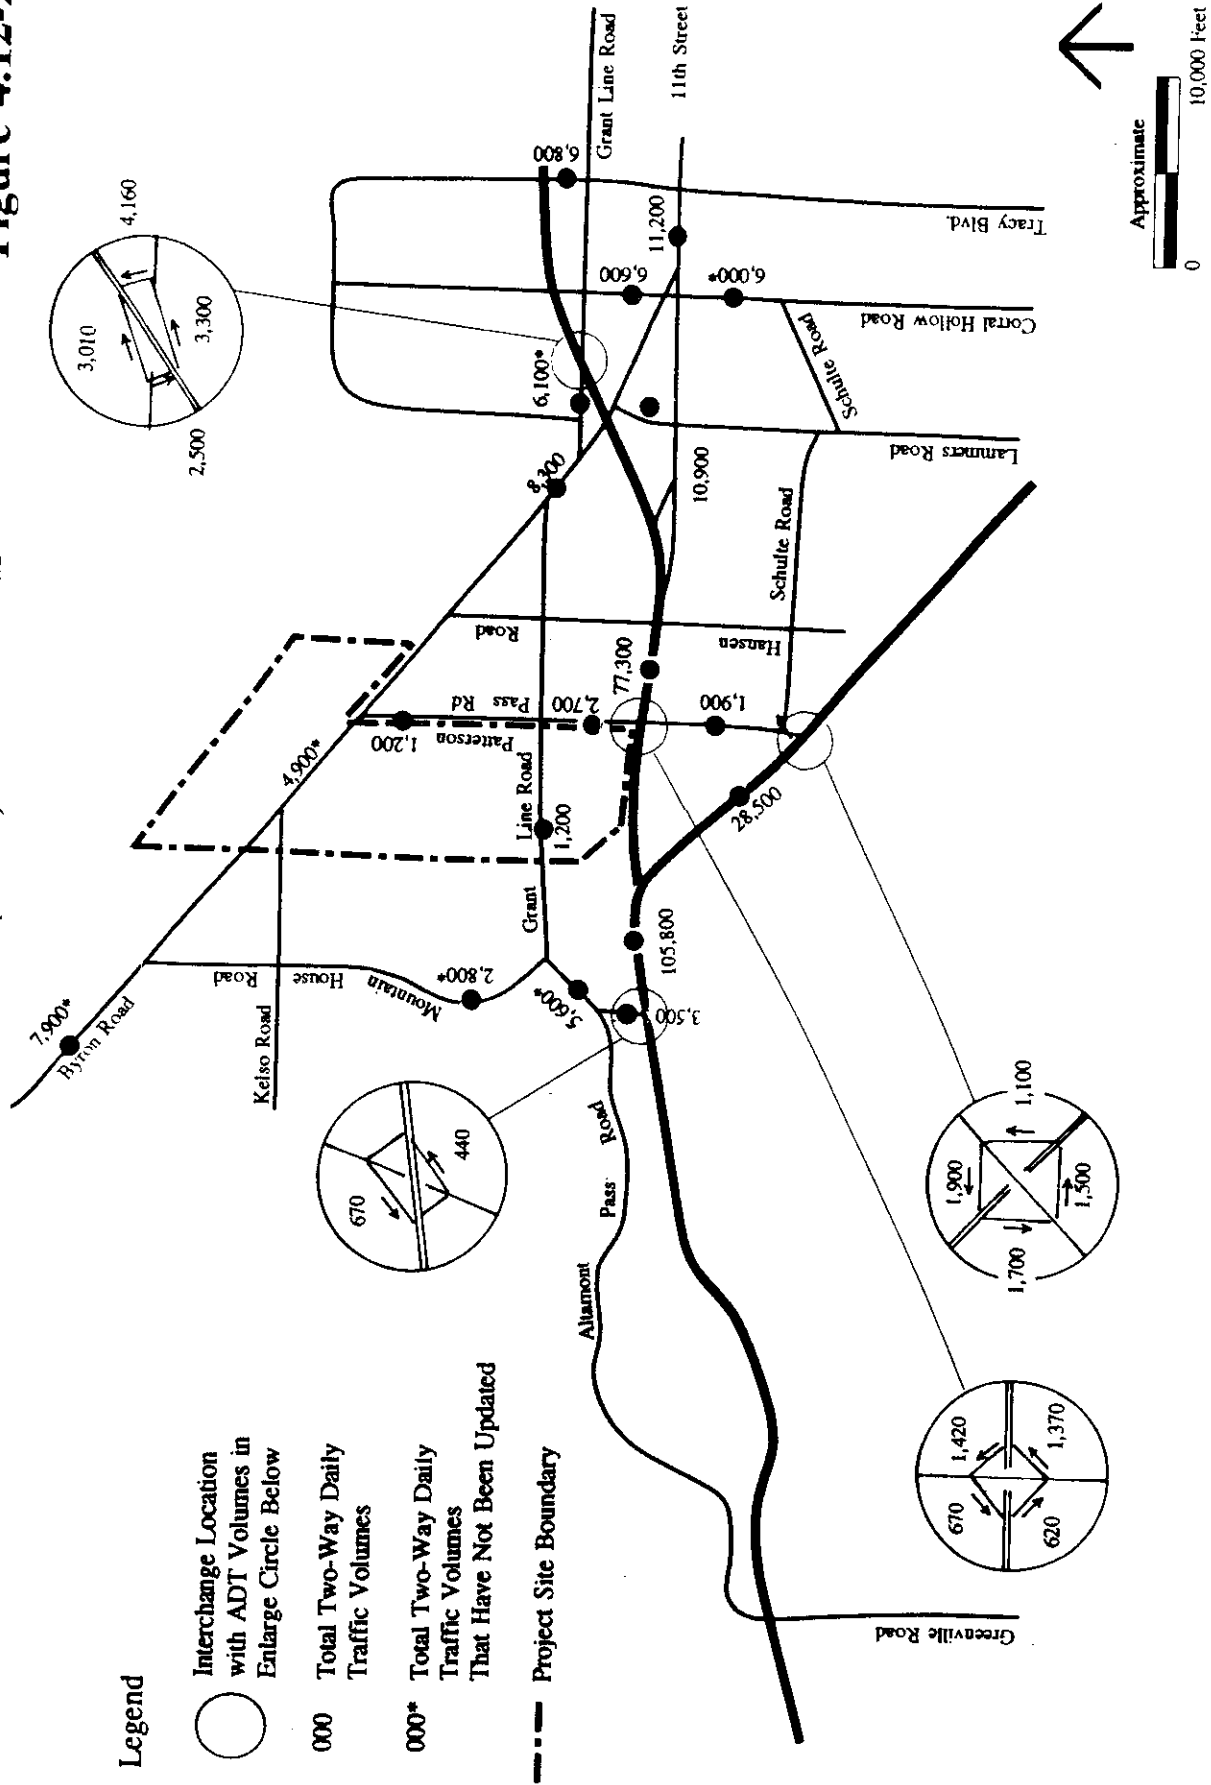 Figure 4.12-
Legend
Interchange Location
with ADT Volumes in
Enlarge Circle Below
000 Total Two-Way Daily
Traffic Volumes
000* Total Two-Way Daily
Traffic Volumes
That Have Not Been Updated
Project Site Boundary
7,900*
Byron Road
Kelso Road
Mountain House Road
2,800*
5,600*
3,500
670
440
Altamont Pass Road
Greenville Road
4,900*
Grant Line Road
1,200
1,200
Patterson Pass Rd
2,700
1,900
105,800
77,300
28,500
Hansen Road
Schulte Road
8,300
6,100*
10,900
Lammers Road
Schulte Road
6,600
6,000*
Corral Hollow Road
11,200
6,800
Tracy Blvd.
Grant Line Road
11th Street
3,010
4,160
3,300
2,500
670
1,420
620
1,370
1,900
1,100
1,700
1,500
Approximate
0
10,000 Feet